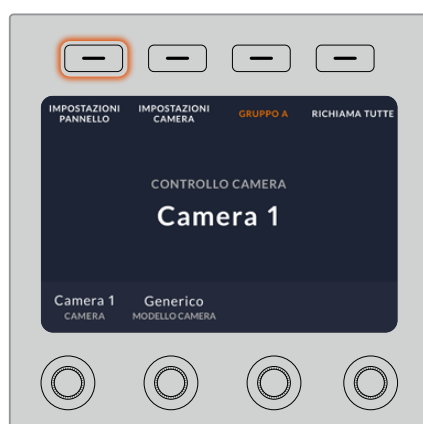 IMPOSTAZIONI PANNELLO
IMPOSTAZIONI CAMERA
GRUPPO A
RICHIAMA TUTTE
CONTROLLO CAMERA
Camera 1
Camera 1
CAMERA
Generico
MODELLO CAMERA